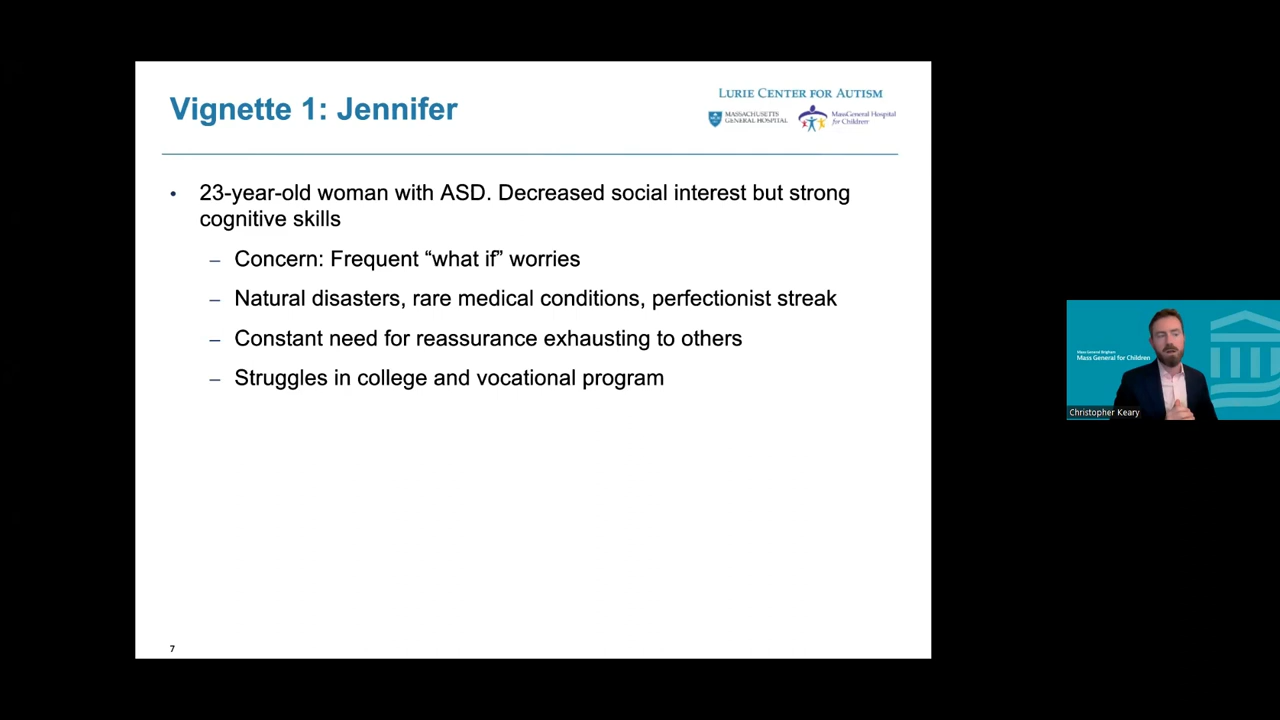 Vignette 1: Jennifer
LURIE CENTER FOR AUTISM
MASSACHUSETTS
GENERAL HOSPITAL
MassGeneral Hospital
for Children
• 23-year-old woman with ASD. Decreased social interest but strong
cognitive skills
– Concern: Frequent “what if” worries
– Natural disasters, rare medical conditions, perfectionist streak
– Constant need for reassurance exhausting to others
– Struggles in college and vocational program
7
Mass General Brigham
Mass General for Children
Christopher Keary